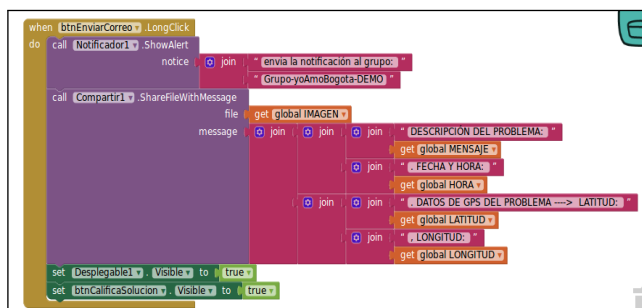 when btnEnviarCorreo .LongClick
do call Notificador1 .ShowAlert
notice join " envia la notificación al grupo: "
" Grupo-yoAmoBogota-DEMO "
call Compartir1 .ShareFileWithMessage
file get global IMAGEN
message join join join " DESCRIPCIÓN DEL PROBLEMA: "
get global MENSAJE
join " . FECHA Y HORA: "
get global HORA
join join " . DATOS DE GPS DEL PROBLEMA ----> LATITUD: "
get global LATITUD
join " , LONGITUD: "
get global LONGITUD
set Desplegable1 . Visible to true
set btnCalificaSolucion . Visible to true